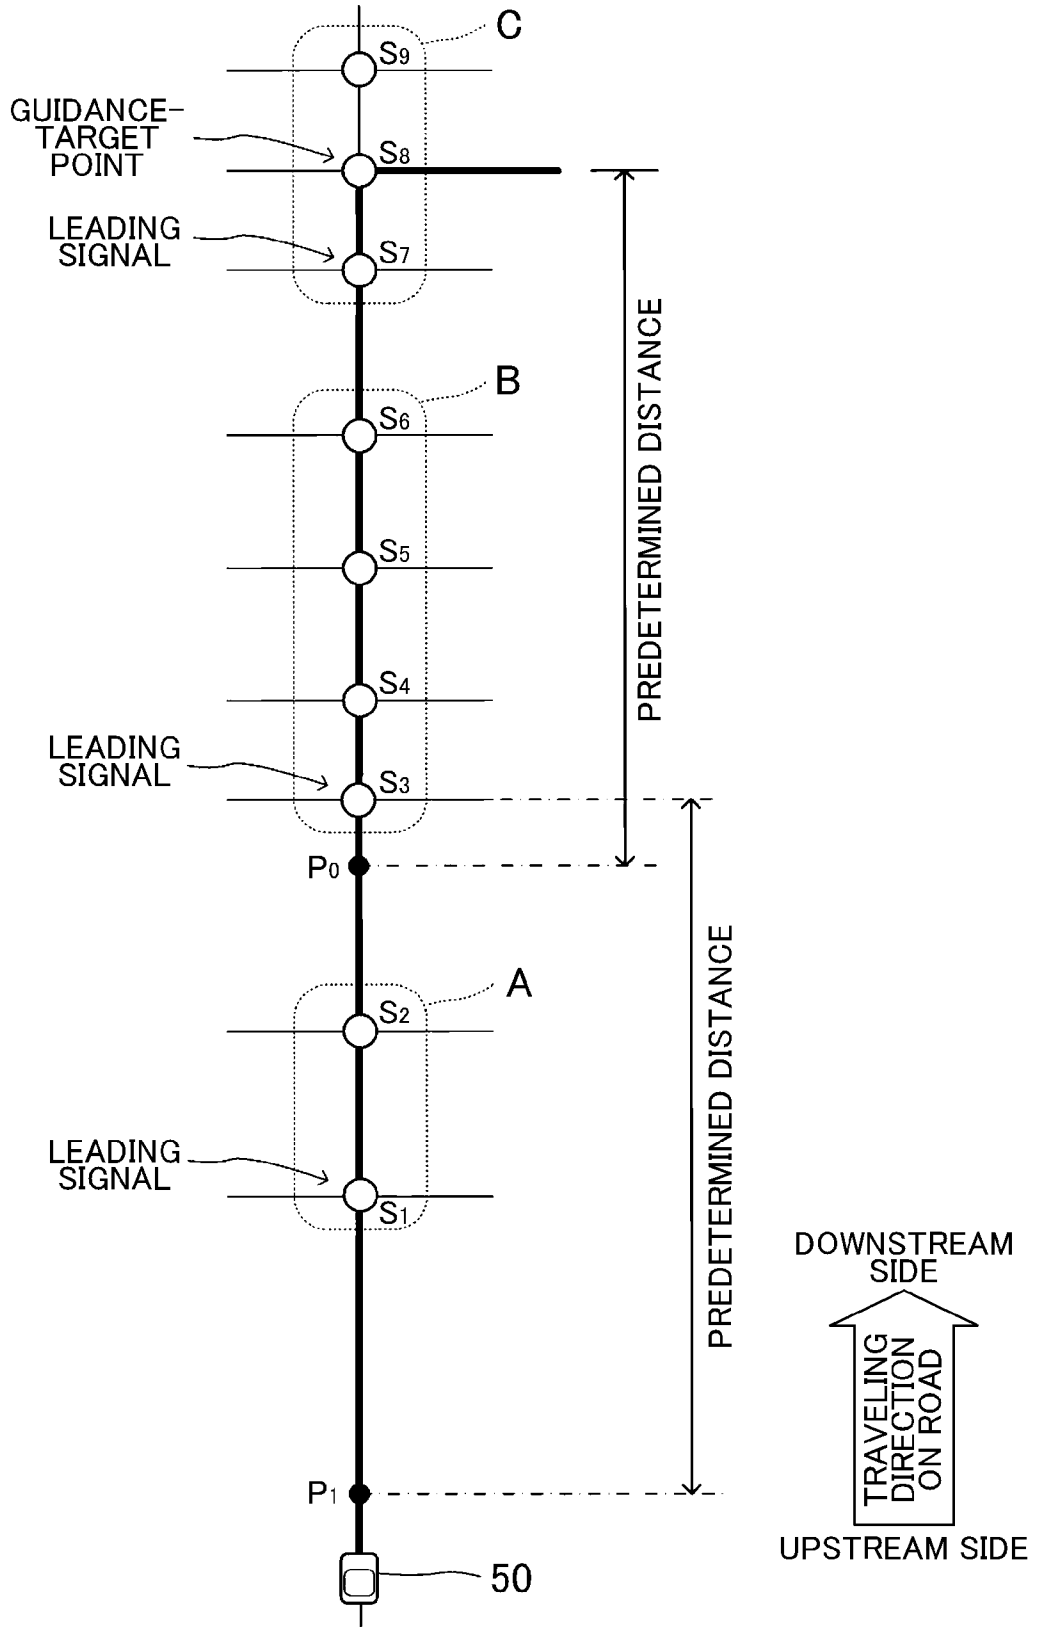 C
S9
GUIDANCE-
TARGET
POINT
S8
LEADING
SIGNAL
S7
PREDETERMINED DISTANCE
B
S6
S5
S4
LEADING
SIGNAL
S3
P0
PREDETERMINED DISTANCE
A
S2
LEADING
SIGNAL
S1
DOWNSTREAM
SIDE
TRAVELING
DIRECTION
ON ROAD
UPSTREAM SIDE
P1
50